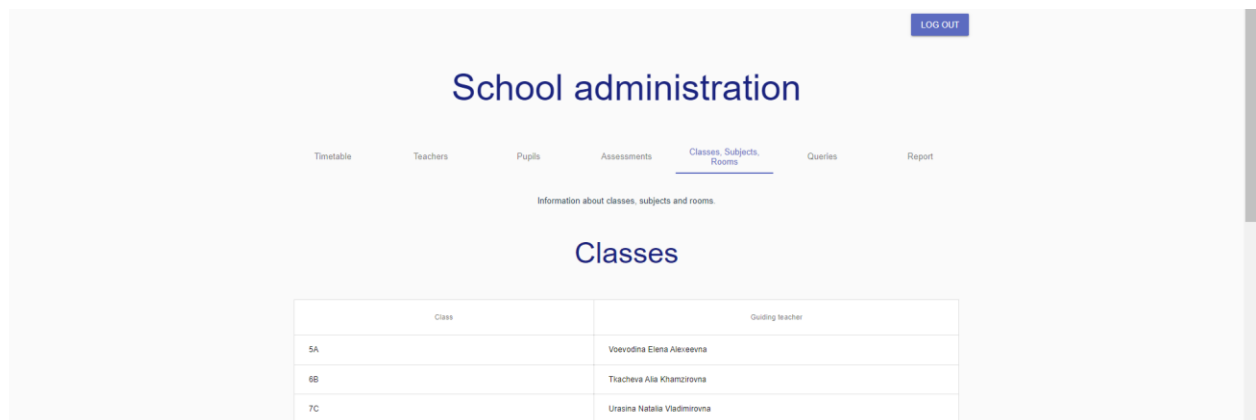 LOG OUT
School administration
Timetable Teachers Pupils Assessments Classes, Subjects, Rooms Queries Report
Information about classes, subjects and rooms.
Classes
Class Guiding teacher
5A Voevodina Elena Alexeevna
6B Tkacheva Alia Khamzirovna
7C Urasina Natalia Vladimirovna